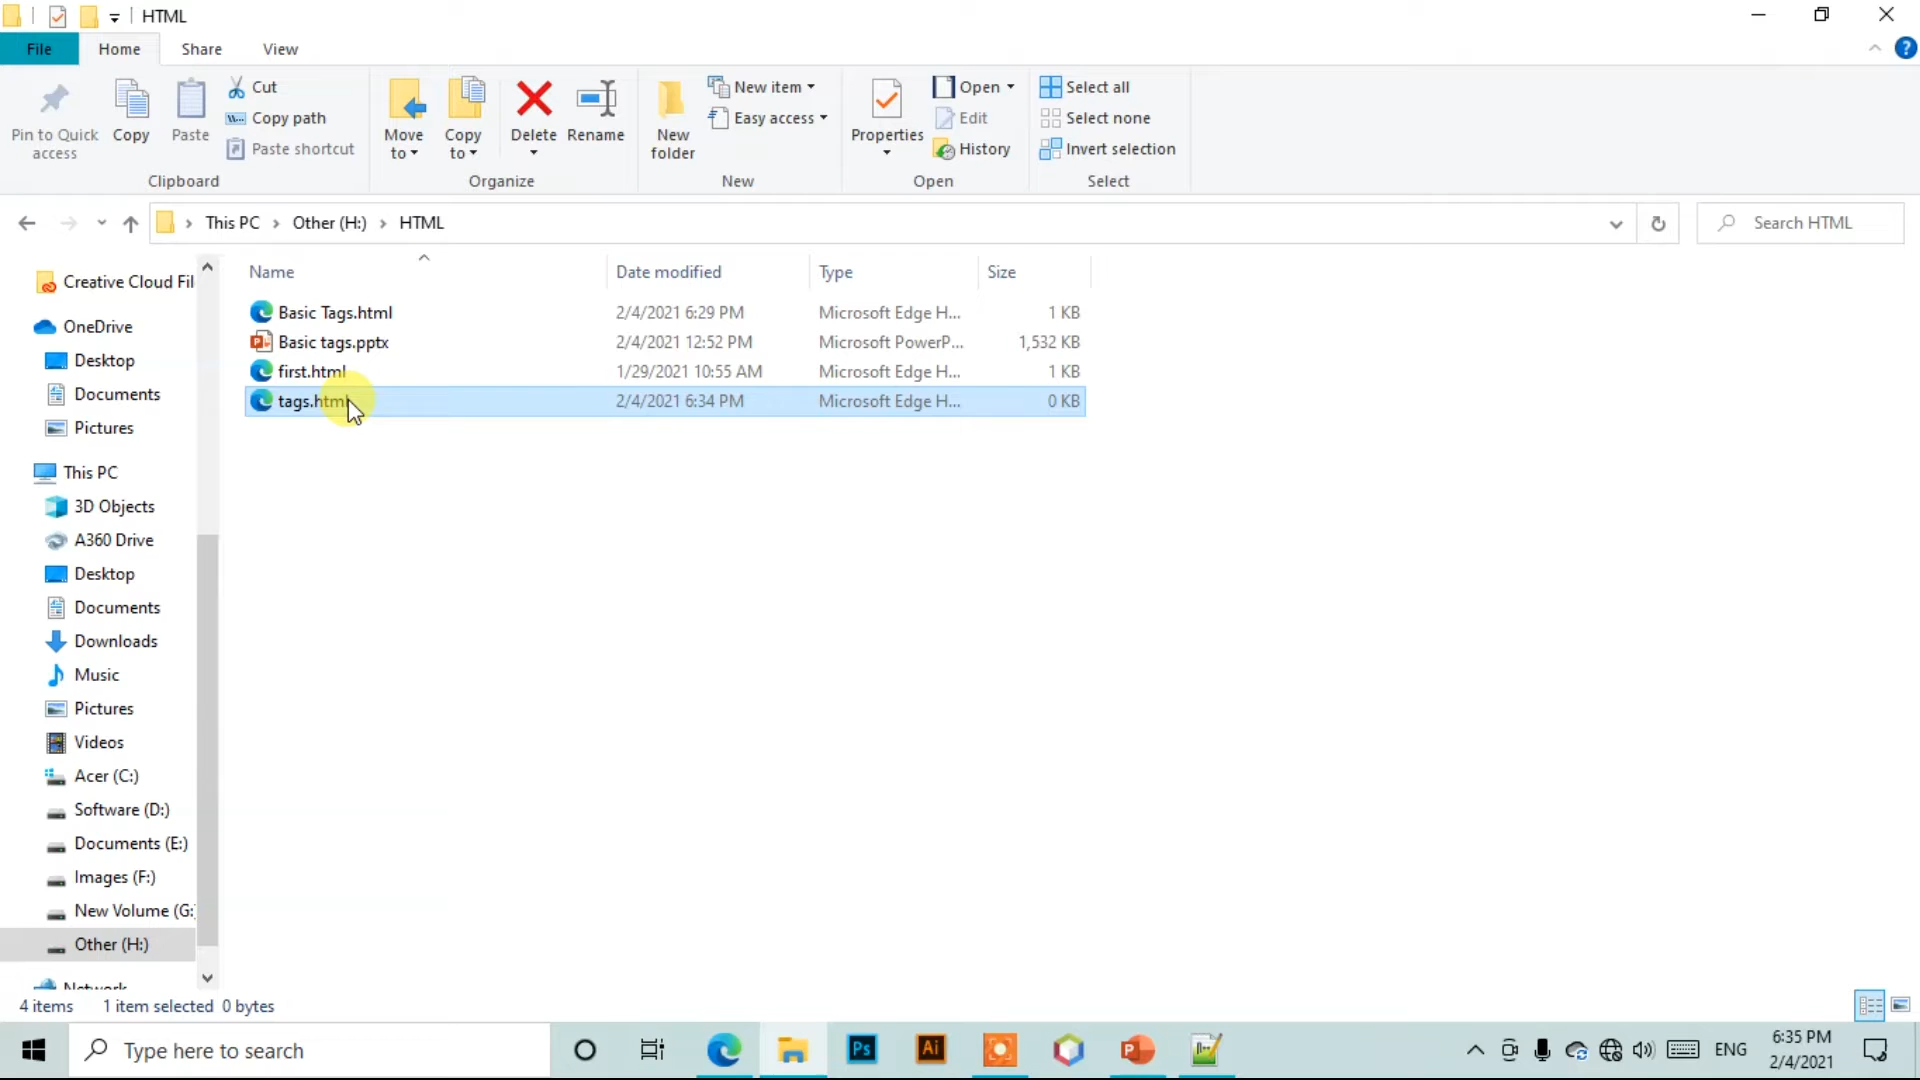 HTML
File Home Share View
Pin to Quick access
Copy
Paste
Cut
Copy path
Paste shortcut
Clipboard
Move to
Copy to
Delete
Rename
Organize
New folder
New item
Easy access
New
Properties
Open
Edit
History
Open
Select all
Select none
Invert selection
Select
This PC > Other (H:) > HTML
Search HTML
Name Date modified Type Size
Basic Tags.html 2/4/2021 6:29 PM Microsoft Edge H... 1 KB
Basic tags.pptx 2/4/2021 12:52 PM Microsoft PowerP... 1,532 KB
first.html 1/29/2021 10:55 AM Microsoft Edge H... 1 KB
tags.html 2/4/2021 6:34 PM Microsoft Edge H... 0 KB
Creative Cloud Fil
OneDrive
Desktop
Documents
Pictures
This PC
3D Objects
A360 Drive
Desktop
Documents
Downloads
Music
Pictures
Videos
Acer (C:)
Software (D:)
Documents (E:)
Images (F:)
New Volume (G:
Other (H:)
Network
4 items 1 item selected 0 bytes
Type here to search
Ps
Ai
P
ENG
6:35 PM
2/4/2021